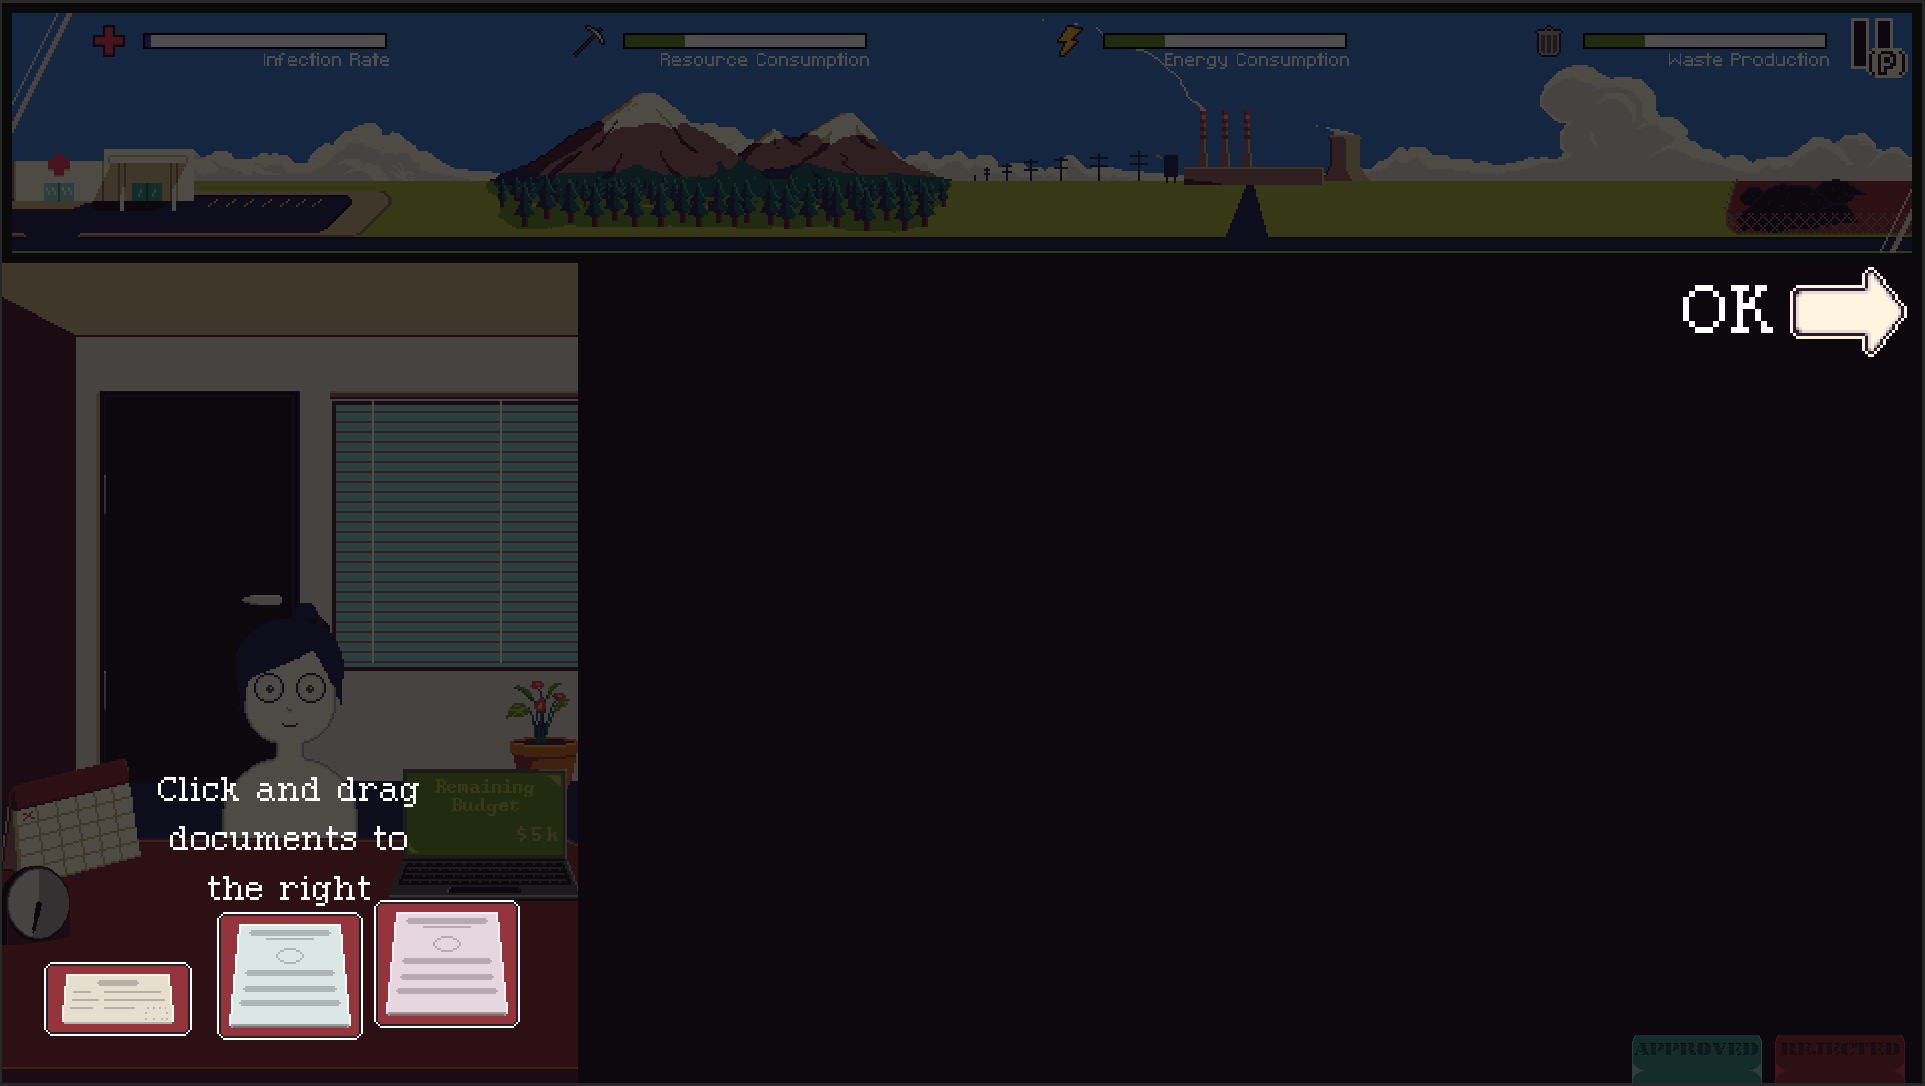 Infection Rate
Resource Consumption
Energy Consumption
Waste Production
P
OK
Click and drag
documents to
the right
Remaining
Budget
$5k
APPROVED
REJECTED